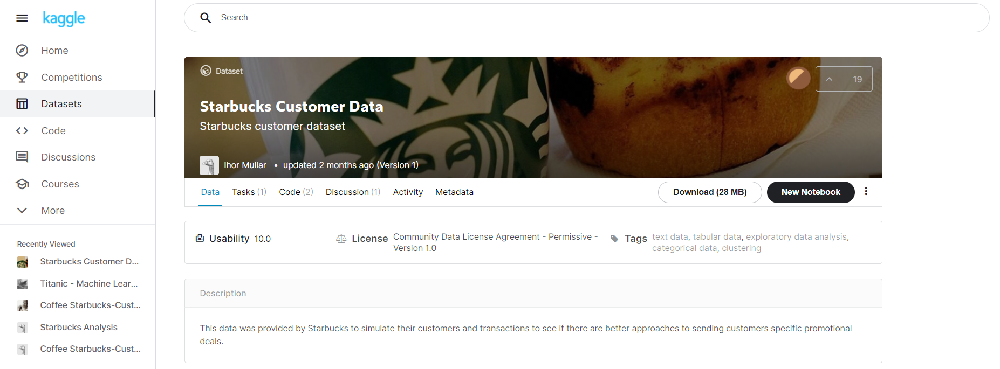 kaggle
Search
Home
Competitions
Datasets
Code
Discussions
Courses
More
Recently Viewed
Starbucks Customer D...
Titanic - Machine Lear...
Coffee Starbucks-Cust...
Starbucks Analysis
Coffee Starbucks-Cust...
Dataset
19
Starbucks Customer Data
Starbucks customer dataset
Ihor Muliar • updated 2 months ago (Version 1)
Data Tasks (1) Code (2) Discussion (1) Activity Metadata Download (28 MB) New Notebook
Usability 10.0
License Community Data License Agreement - Permissive -
Version 1.0
Tags text data, tabular data, exploratory data analysis,
categorical data, clustering
Description
This data was provided by Starbucks to simulate their customers and transactions to see if there are better approaches to sending customers specific promotional
deals.